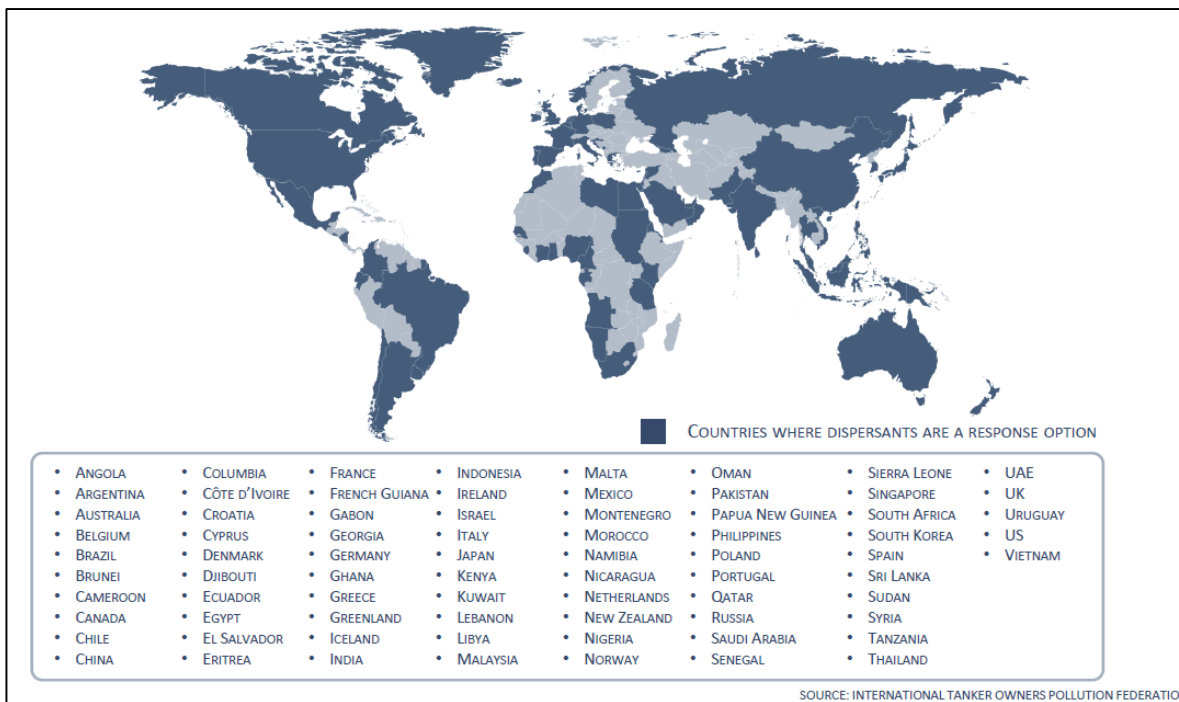 COUNTRIES WHERE DISPERSANTS ARE A RESPONSE OPTION
• ANGOLA
• ARGENTINA
• AUSTRALIA
• BELGIUM
• BRAZIL
• BRUNEI
• CAMEROON
• CANADA
• CHILE
• CHINA
• COLUMBIA
• CÔTE D'IVOIRE
• CROATIA
• CYPRUS
• DENMARK
• DJIBOUTI
• ECUADOR
• EGYPT
• EL SALVADOR
• ERITREA
• FRANCE
• FRENCH GUIANA
• GABON
• GEORGIA
• GERMANY
• GHANA
• GREECE
• GREENLAND
• ICELAND
• INDIA
• INDONESIA
• IRELAND
• ISRAEL
• ITALY
• JAPAN
• KENYA
• KUWAIT
• LEBANON
• LIBYA
• MALAYSIA
• MALTA
• MEXICO
• MONTENEGRO
• MOROCCO
• NAMIBIA
• NICARAGUA
• NETHERLANDS
• NEW ZEALAND
• NIGERIA
• NORWAY
• OMAN
• PAKISTAN
• PAPUA NEW GUINEA
• PHILIPPINES
• POLAND
• PORTUGAL
• QATAR
• RUSSIA
• SAUDI ARABIA
• SENEGAL
• SIERRA LEONE
• SINGAPORE
• SOUTH AFRICA
• SOUTH KOREA
• SPAIN
• SRI LANKA
• SUDAN
• SYRIA
• TANZANIA
• THAILAND
• UAE
• UK
• URUGUAY
• US
• VIETNAM
SOURCE: INTERNATIONAL TANKER OWNERS POLLUTION FEDERATIO